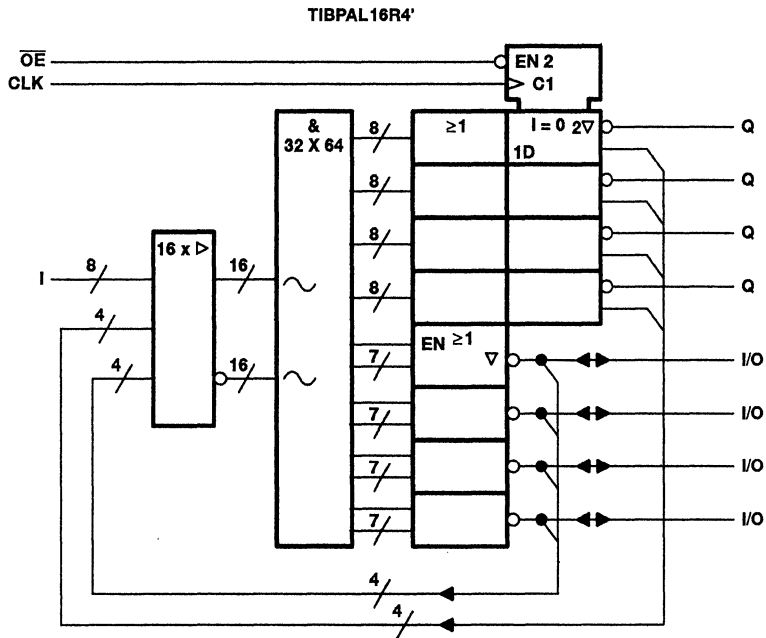 TIBPAL16R4'
OE
CLK
EN 2
C1
&
32 X 64
8
≥1
I = 0 2▽
1D
Q
8
Q
8
Q
8
Q
16 x ▷
I
8
16
4
4
16
EN ≥1
▽
7
I/O
7
I/O
7
I/O
7
I/O
4
4